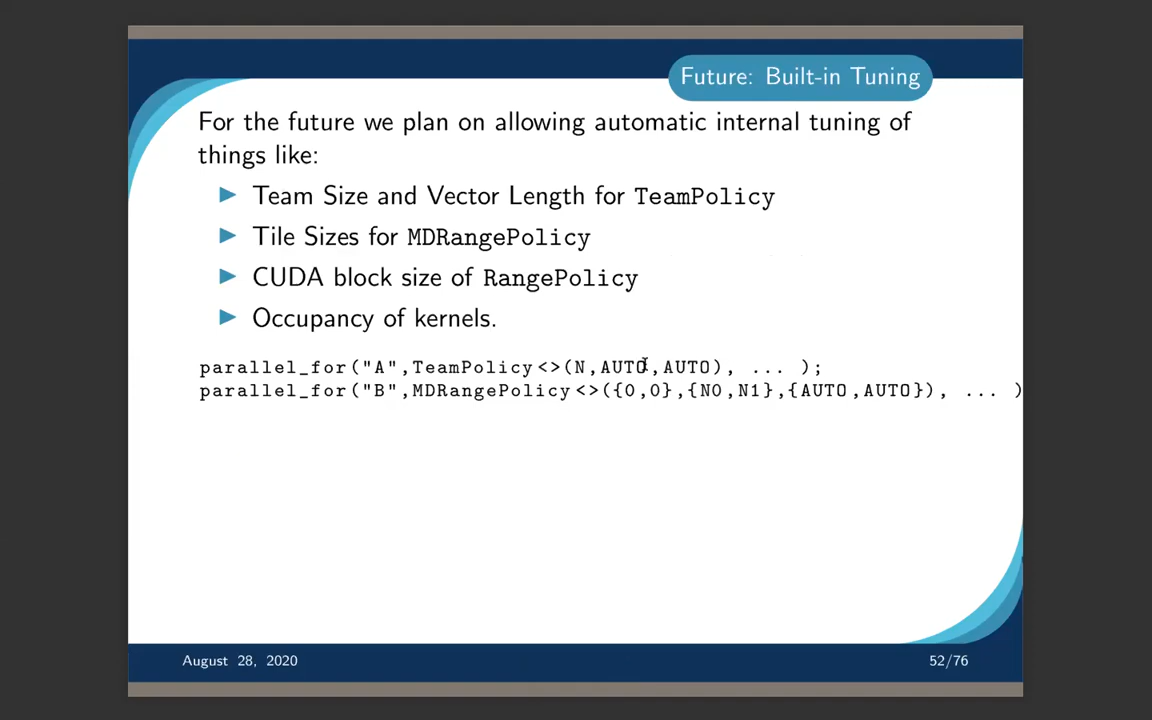 Future: Built-in Tuning
For the future we plan on allowing automatic internal tuning of
things like:
▶ Team Size and Vector Length for TeamPolicy
▶ Tile Sizes for MDRangePolicy
▶ CUDA block size of RangePolicy
▶ Occupancy of kernels.
parallel_for("A",TeamPolicy<>(N,AUTO,AUTO), ... );
parallel_for("B",MDRangePolicy<>({0,0},{N0,N1},{AUTO,AUTO}), ... )
August 28, 2020
52/76